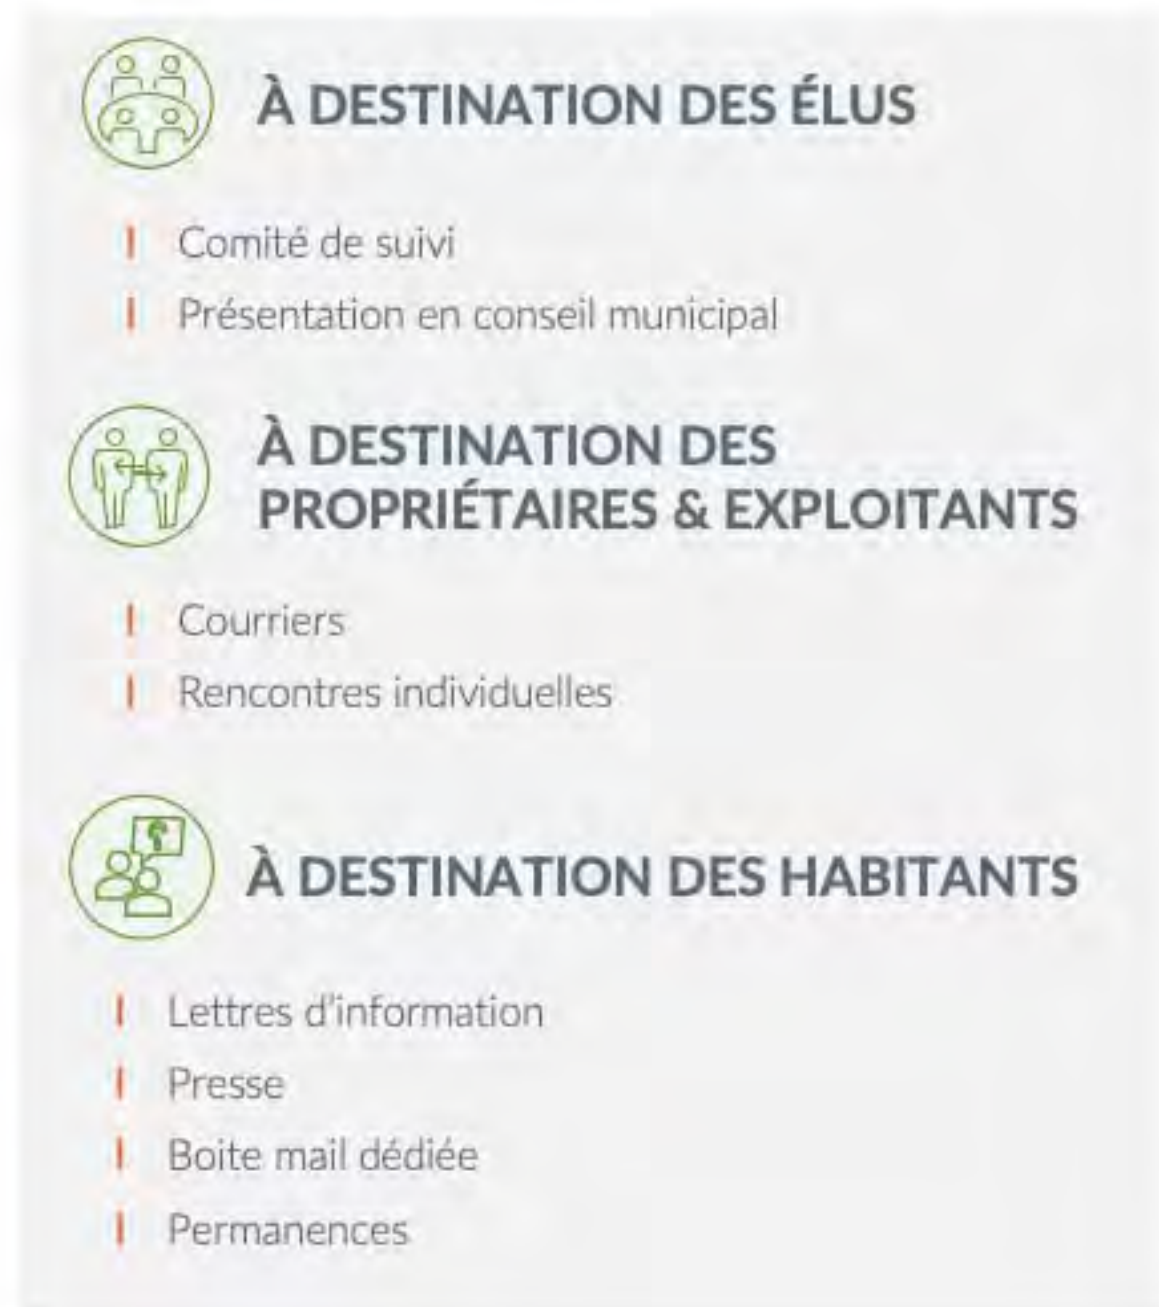 À DESTINATION DES ÉLUS
Comité de suivi
Présentation en conseil municipal
À DESTINATION DES
PROPRIÉTAIRES & EXPLOITANTS
Courriers
Rencontres individuelles
À DESTINATION DES HABITANTS
Lettres d'information
Presse
Boite mail dédiée
Permanences